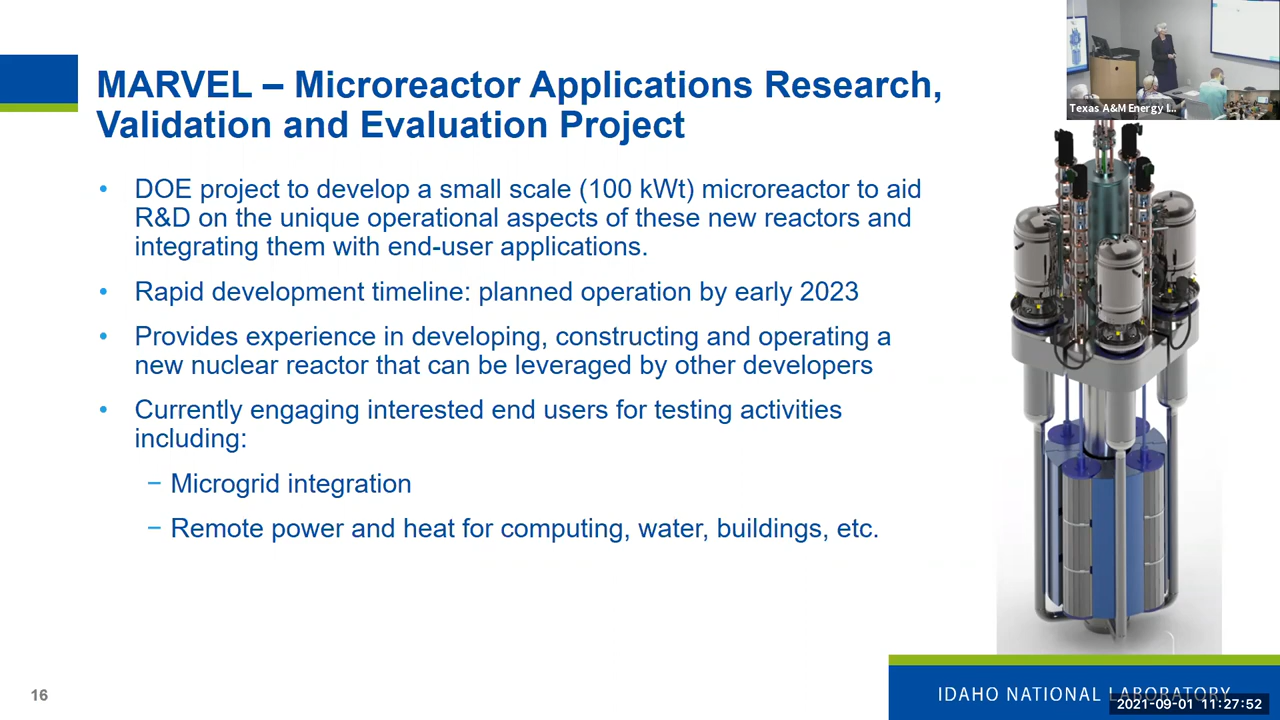 MARVEL – Microreactor Applications Research,
Validation and Evaluation Project
Texas A&M Energy I...
• DOE project to develop a small scale (100 kWt) microreactor to aid
R&D on the unique operational aspects of these new reactors and
integrating them with end-user applications.
• Rapid development timeline: planned operation by early 2023
• Provides experience in developing, constructing and operating a
new nuclear reactor that can be leveraged by other developers
• Currently engaging interested end users for testing activities
including:
− Microgrid integration
− Remote power and heat for computing, water, buildings, etc.
16
IDAHO NATIONAL LABORATORY
2021-09-01 11:27:52